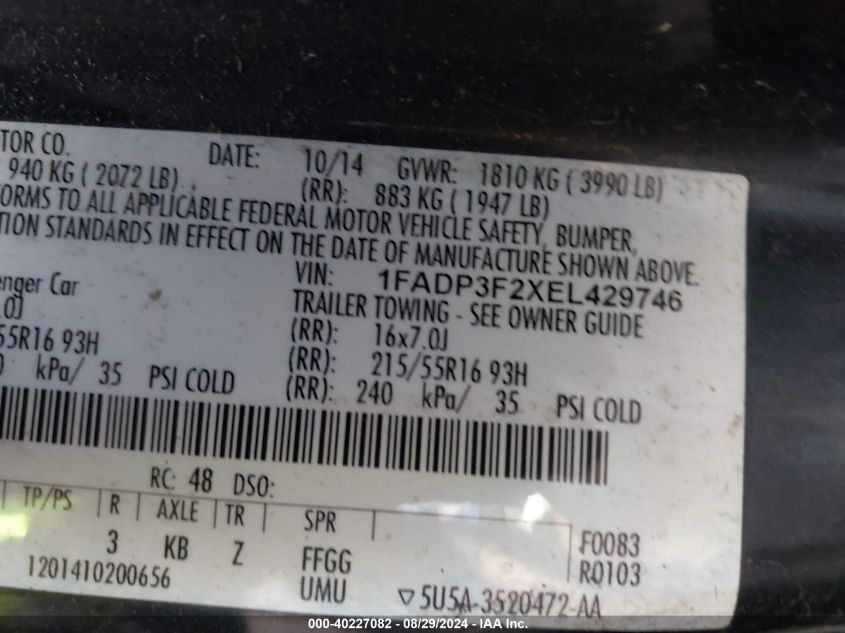 TOR CO. DATE: 10/14 GVWR: 1810 KG ( 3990 LB)
940 KG ( 2072 LB) (RR): 883 KG ( 1947 LB)
ORMS TO ALL APPLICABLE FEDERAL MOTOR VEHICLE SAFETY, BUMPER,
TION STANDARDS IN EFFECT ON THE DATE OF MANUFACTURE SHOWN ABOVE.
enger Car VIN: 1FADP3F2XEL429746
.0J TRAILER TOWING - SEE OWNER GUIDE
(RR): 16x7.0J
55R16 93H (RR): 215/55R16 93H
0 kPa/ 35 PSI COLD (RR): 240 kPa/ 35 PSI COLD
RC: 48 DSO:
TP/PS R AXLE TR SPR
3 KB Z FFGG F0083
1201410200656 UMU R0103
5U5A-3520472-AA
000-40227082 - 08/29/2024 - IAA Inc.